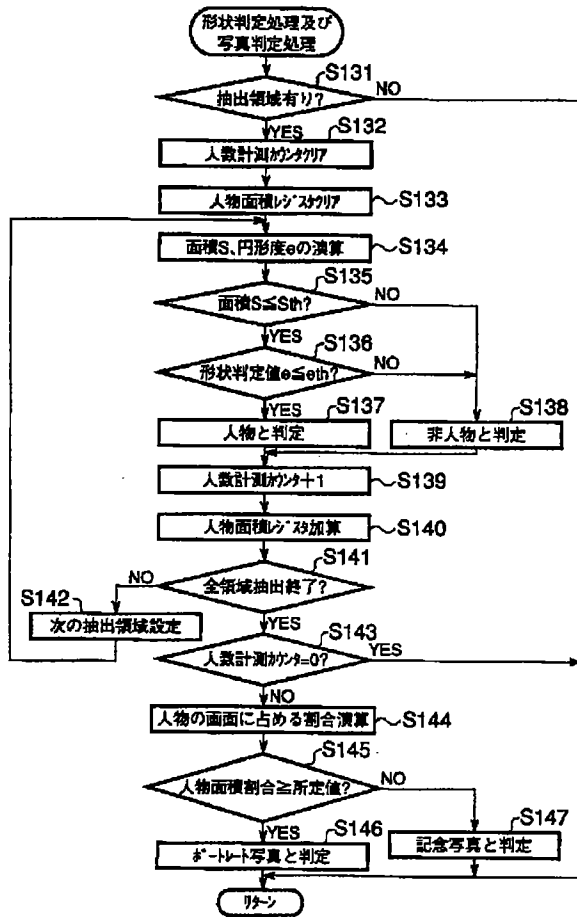 形状判定処理及び
写真判定処理
S131
抽出領域有り?
NO
YES
S132
人数計測ｶｳﾝﾀｸﾘｱ
人物面積ﾚｼﾞｽﾀｸﾘｱ
S133
面積S、円形度eの演算
S134
S135
面積S≦Sth?
NO
YES
S136
形状判定値e≦eth?
NO
YES
S137
人物と判定
S138
非人物と判定
人数計測ｶｳﾝﾀ+1
S139
人物面積ﾚｼﾞｽﾀ加算
S140
S141
全領域抽出終了?
NO
S142
次の抽出領域設定
YES
S143
人数計測ｶｳﾝﾀ=0?
YES
NO
人物の画面に占める割合演算
S144
S145
人物面積割合≧所定値?
NO
YES
S146
ﾎﾟｰﾄﾚｰﾄ写真と判定
S147
記念写真と判定
ﾘﾀｰﾝ